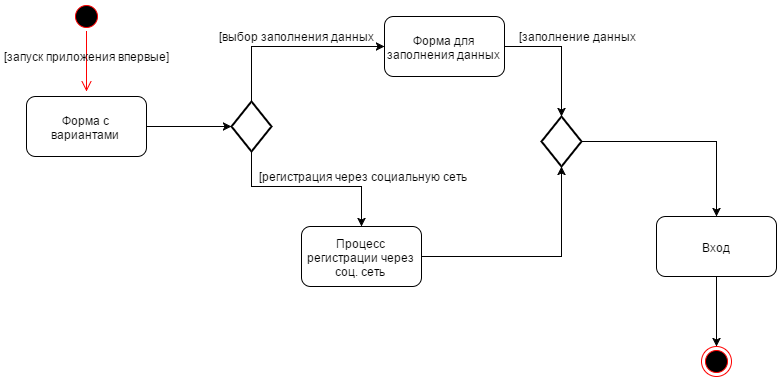 [запуск приложения впервые]
Форма с
вариантами
[выбор заполнения данных
Форма для
заполнения данных
[заполнение данных
[регистрация через социальную сеть
Процесс
регистрации через
соц. сеть
Вход